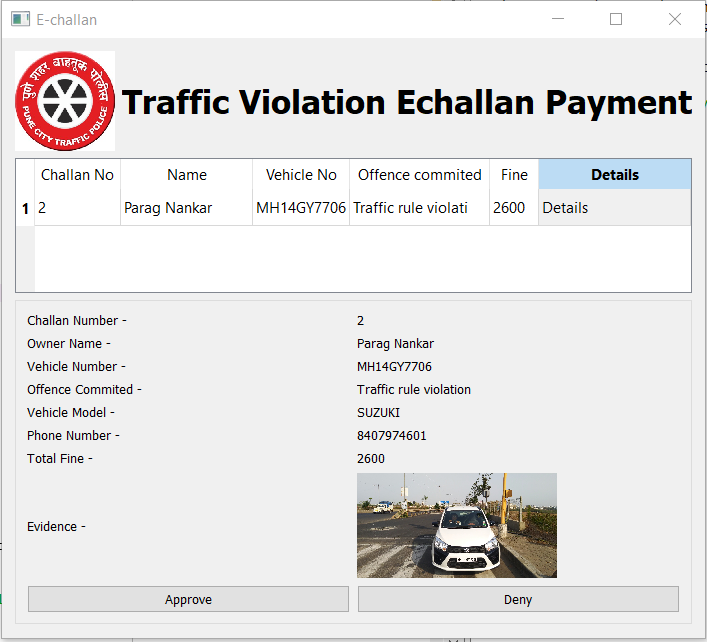 E-challan
पुणे शहर वाहतूक पोलीस
PUNE CITY TRAFFIC POLICE
Traffic Violation Echallan Payment
Challan No Name Vehicle No Offence commited Fine Details
1 2 Parag Nankar MH14GY7706 Traffic rule violati 2600 Details
Challan Number - 2
Owner Name - Parag Nankar
Vehicle Number - MH14GY7706
Offence Commited - Traffic rule violation
Vehicle Model - SUZUKI
Phone Number - 8407974601
Total Fine - 2600
Evidence -
Approve Deny